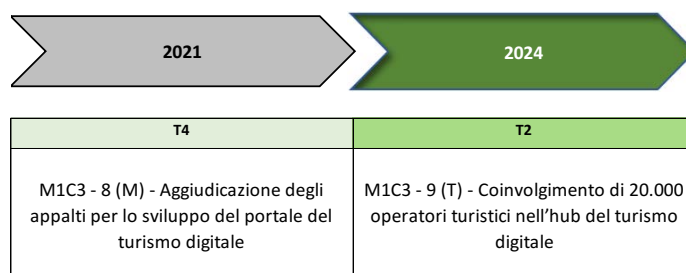 2021
2024
T4
T2
M1C3 - 8 (M) - Aggiudicazione degli
appalti per lo sviluppo del portale del
turismo digitale
M1C3 - 9 (T) - Coinvolgimento di 20.000
operatori turistici nell’hub del turismo
digitale